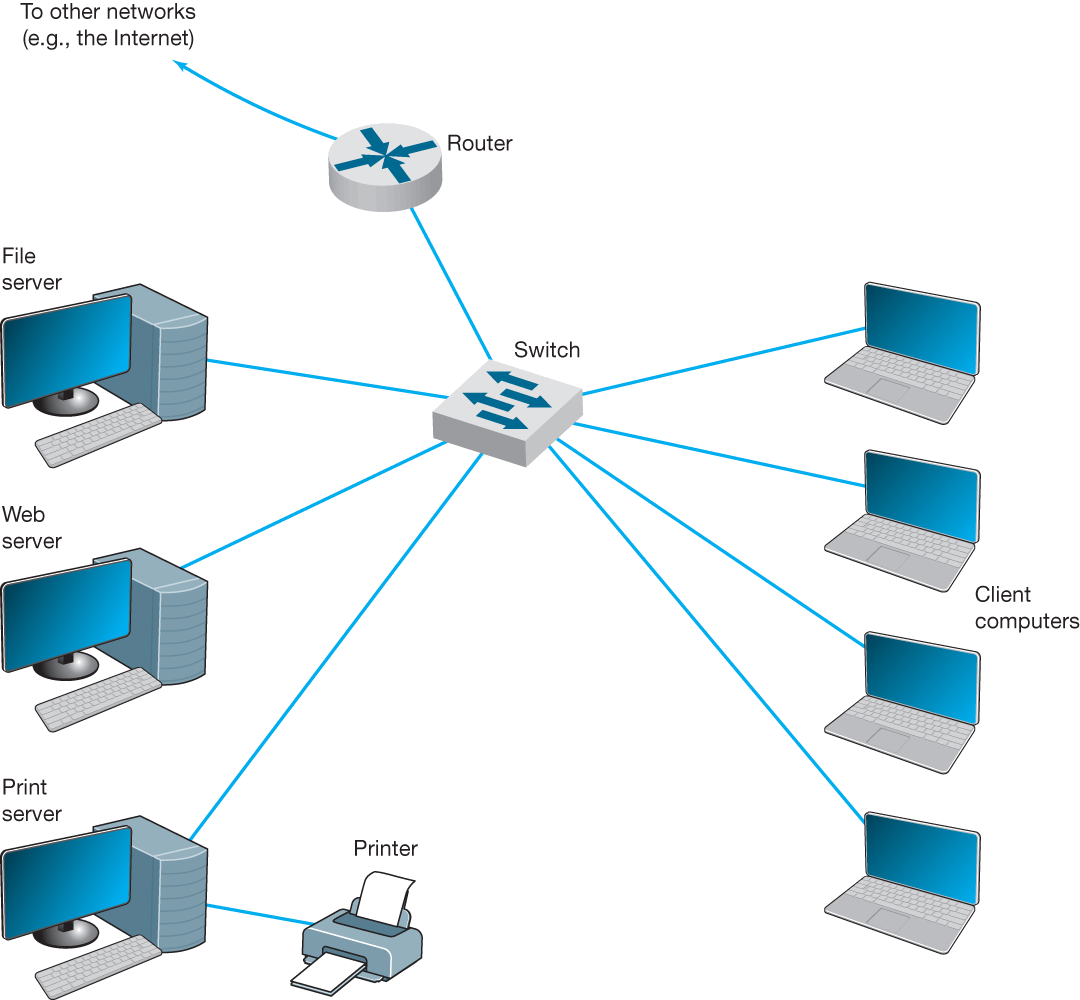 To other networks
(e.g., the Internet)
Router
File
server
Switch
Web
server
Client
computers
Print
server
Printer